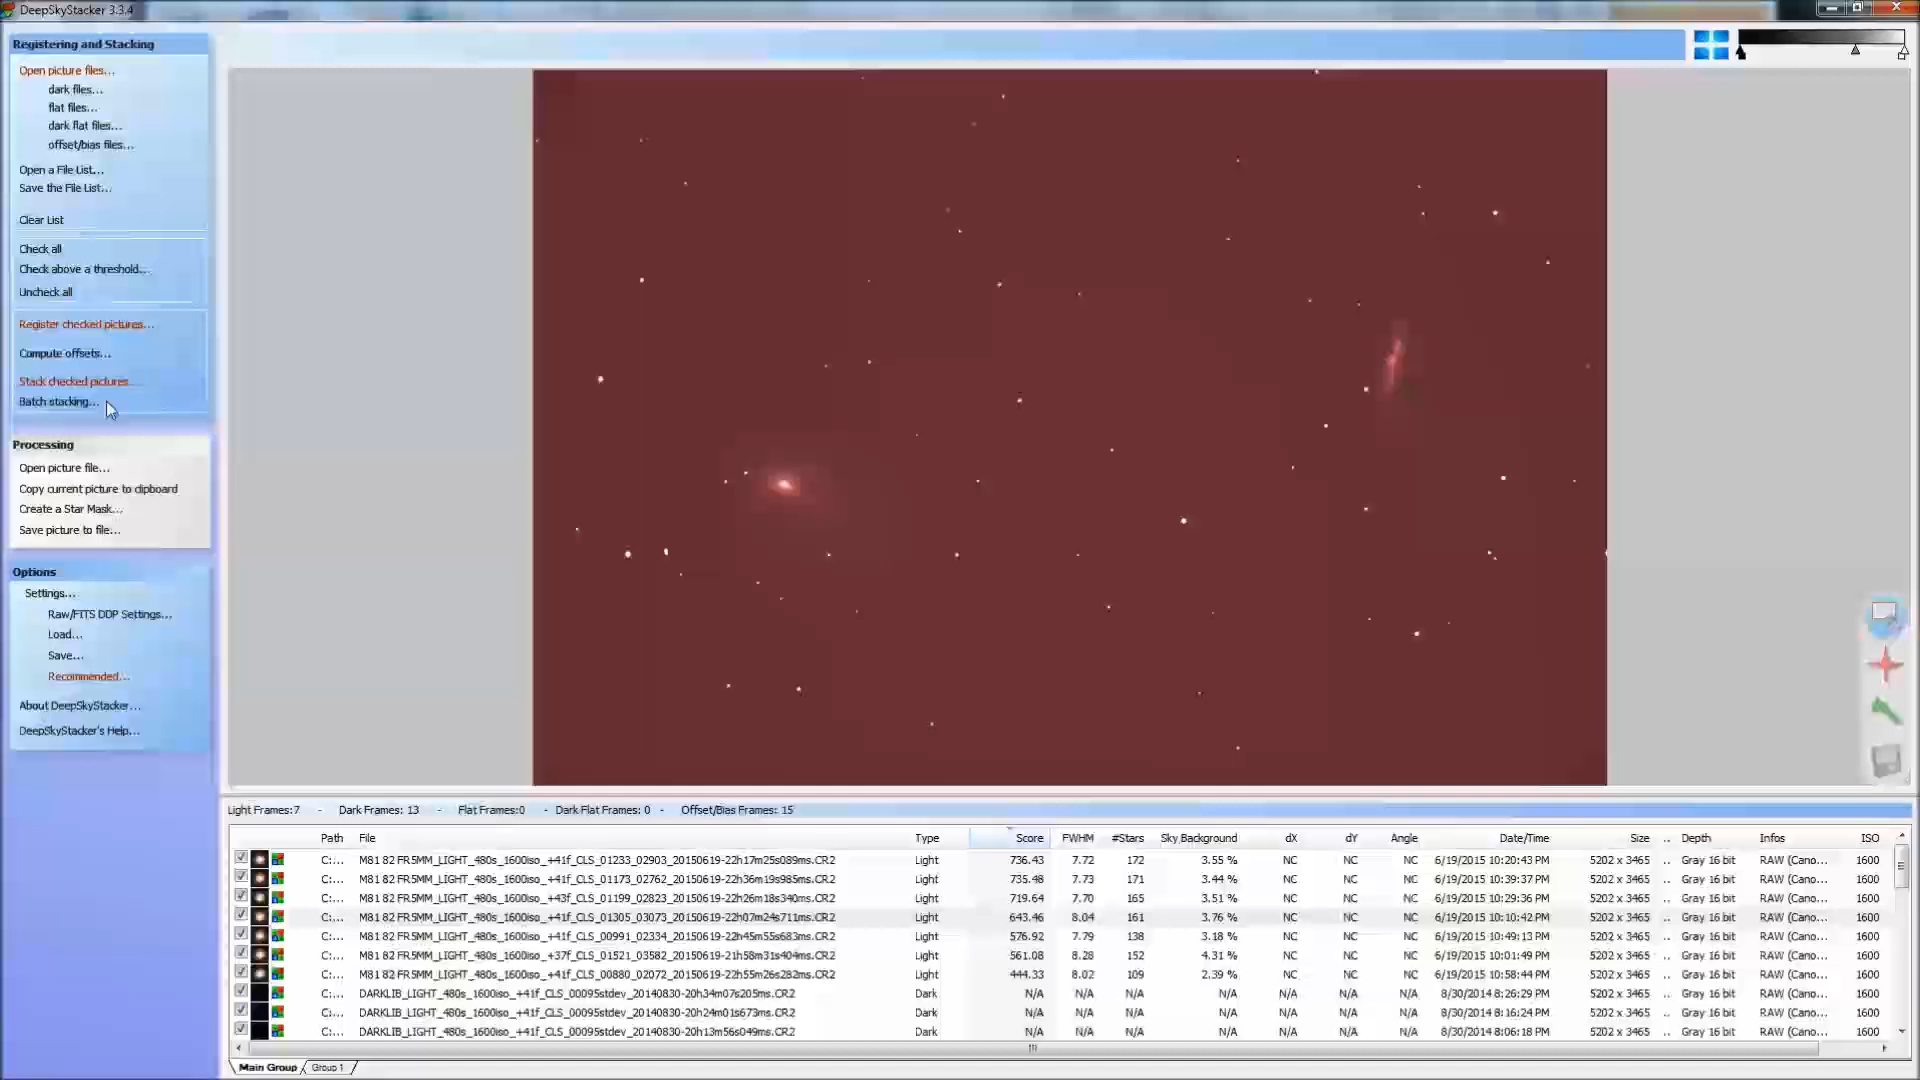 DeepSkyStacker 3.3.4
Registering and Stacking
Open picture files...
dark files...
flat files...
dark flat files...
offset/bias files...
Open a File List...
Save the File List...
Clear List
Check all
Check above a threshold...
Uncheck all
Register checked pictures...
Compute offsets...
Stack checked pictures...
Batch stacking...
Processing
Open picture file...
Copy current picture to clipboard
Create a Star Mask...
Save picture to file...
Options
Settings...
Raw/FITS DDP Settings...
Load...
Save...
Recommended...
About DeepSkyStacker...
DeepSkyStacker's Help...
Light Frames:7 - Dark Frames: 13 - Flat Frames:0 - Dark Flat Frames: 0 - Offset/Bias Frames: 15
Path File Type Score FWHM #Stars Sky Background dX dY Angle Date/Time Size .. Depth Infos ISO
C:... M81 82 FR5MM_LIGHT_480s_1600iso_+41f_CLS_01233_02903_20150619-22h17m25s089ms.CR2 Light 736.43 7.72 172 3.55 % NC NC NC 6/19/2015 10:20:43 PM 5202 x 3465 .. Gray 16 bit RAW (Cano... 1600
C:... M81 82 FR5MM_LIGHT_480s_1600iso_+41f_CLS_01173_02762_20150619-22h36m19s985ms.CR2 Light 735.48 7.73 171 3.44 % NC NC NC 6/19/2015 10:39:37 PM 5202 x 3465 .. Gray 16 bit RAW (Cano... 1600
C:... M81 82 FR5MM_LIGHT_480s_1600iso_+43f_CLS_01199_02823_20150619-22h26m18s340ms.CR2 Light 719.64 7.70 165 3.51 % NC NC NC 6/19/2015 10:29:36 PM 5202 x 3465 .. Gray 16 bit RAW (Cano... 1600
C:... M81 82 FR5MM_LIGHT_480s_1600iso_+41f_CLS_01305_03073_20150619-22h07m24s711ms.CR2 Light 643.46 8.04 161 3.76 % NC NC NC 6/19/2015 10:10:42 PM 5202 x 3465 .. Gray 16 bit RAW (Cano... 1600
C:... M81 82 FR5MM_LIGHT_480s_1600iso_+41f_CLS_00991_02334_20150619-22h45m55s683ms.CR2 Light 576.92 7.79 138 3.18 % NC NC NC 6/19/2015 10:49:13 PM 5202 x 3465 .. Gray 16 bit RAW (Cano... 1600
C:... M81 82 FR5MM_LIGHT_480s_1600iso_+37f_CLS_01521_03582_20150619-21h58m31s404ms.CR2 Light 561.08 8.28 152 4.31 % NC NC NC 6/19/2015 10:01:49 PM 5202 x 3465 .. Gray 16 bit RAW (Cano... 1600
C:... M81 82 FR5MM_LIGHT_480s_1600iso_+41f_CLS_00880_02072_20150619-22h55m26s282ms.CR2 Light 444.33 8.02 109 2.39 % NC NC NC 6/19/2015 10:58:44 PM 5202 x 3465 .. Gray 16 bit RAW (Cano... 1600
C:... DARKLIB_LIGHT_480s_1600iso_+41f_CLS_00095stdev_20140830-20h34m07s205ms.CR2 Dark N/A N/A N/A N/A N/A N/A N/A 8/30/2014 8:26:29 PM 5202 x 3465 .. Gray 16 bit RAW (Cano... 1600
C:... DARKLIB_LIGHT_480s_1600iso_+41f_CLS_00095stdev_20140830-20h24m01s673ms.CR2 Dark N/A N/A N/A N/A N/A N/A N/A 8/30/2014 8:16:24 PM 5202 x 3465 .. Gray 16 bit RAW (Cano... 1600
C:... DARKLIB_LIGHT_480s_1600iso_+41f_CLS_00095stdev_20140830-20h13m56s049ms.CR2 Dark N/A N/A N/A N/A N/A N/A N/A 8/30/2014 8:06:18 PM 5202 x 3465 .. Gray 16 bit RAW (Cano... 1600
Main Group Group 1